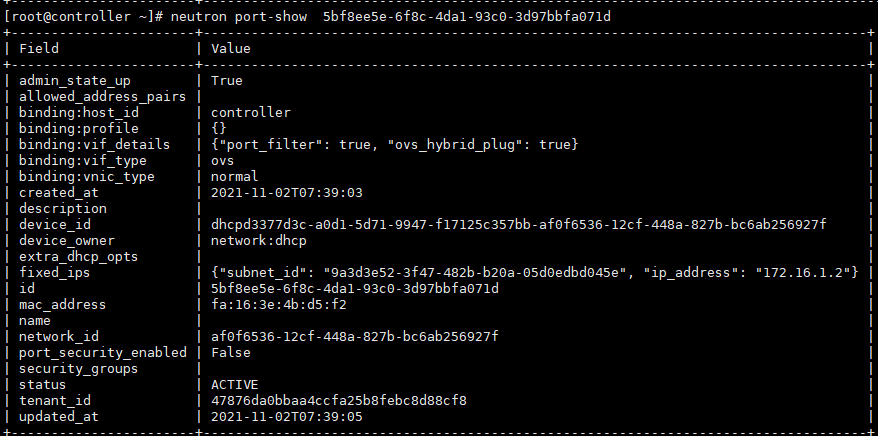 [root@controller ~]# neutron port-show  5bf8ee5e-6f8c-4da1-93c0-3d97bbfa071d
+-----------------------+-----------------------------------------------------------------------------------+
| Field                 | Value                                                                             |
+-----------------------+-----------------------------------------------------------------------------------+
| admin_state_up        | True                                                                              |
| allowed_address_pairs |                                                                                   |
| binding:host_id       | controller                                                                        |
| binding:profile       | {}                                                                                |
| binding:vif_details   | {"port_filter": true, "ovs_hybrid_plug": true}                                    |
| binding:vif_type      | ovs                                                                               |
| binding:vnic_type     | normal                                                                            |
| created_at            | 2021-11-02T07:39:03                                                               |
| description           |                                                                                   |
| device_id             | dhcpd3377d3c-a0d1-5d71-9947-f17125c357bb-af0f6536-12cf-448a-827b-bc6ab256927f     |
| device_owner          | network:dhcp                                                                      |
| extra_dhcp_opts       |                                                                                   |
| fixed_ips             | {"subnet_id": "9a3d3e52-3f47-482b-b20a-05d0edbd045e", "ip_address": "172.16.1.2"} |
| id                    | 5bf8ee5e-6f8c-4da1-93c0-3d97bbfa071d                                              |
| mac_address           | fa:16:3e:4b:d5:f2                                                                 |
| name                  |                                                                                   |
| network_id            | af0f6536-12cf-448a-827b-bc6ab256927f                                              |
| port_security_enabled | False                                                                             |
| security_groups       |                                                                                   |
| status                | ACTIVE                                                                            |
| tenant_id             | 47876da0bbaa4ccfa25b8febc8d88cf8                                                  |
| updated_at            | 2021-11-02T07:39:05                                                               |
+-----------------------+-----------------------------------------------------------------------------------+